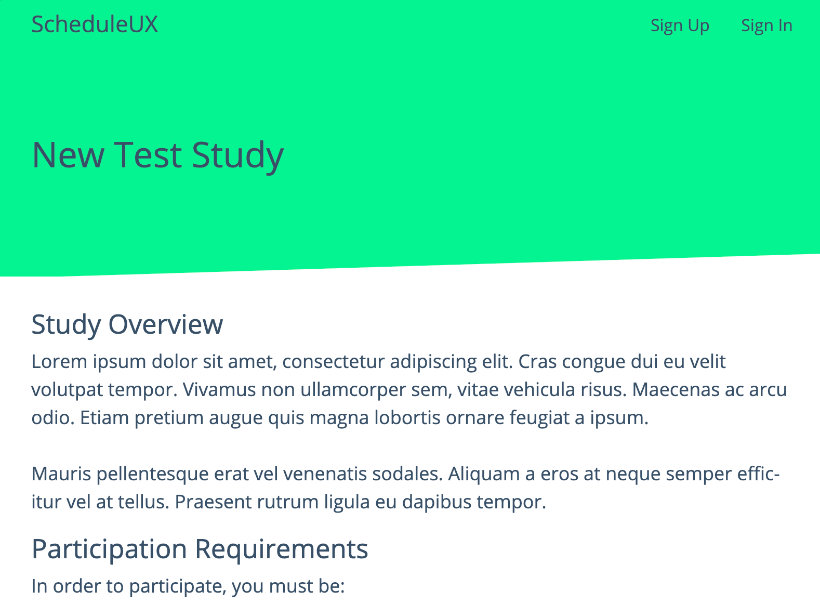 ScheduleUX
Sign Up Sign In
New Test Study
Study Overview
Lorem ipsum dolor sit amet, consectetur adipiscing elit. Cras congue dui eu velit
volutpat tempor. Vivamus non ullamcorper sem, vitae vehicula risus. Maecenas ac arcu
odio. Etiam pretium augue quis magna lobortis ornare feugiat a ipsum.
Mauris pellentesque erat vel venenatis sodales. Aliquam a eros at neque semper effic-
itur vel at tellus. Praesent rutrum ligula eu dapibus tempor.
Participation Requirements
In order to participate, you must be: